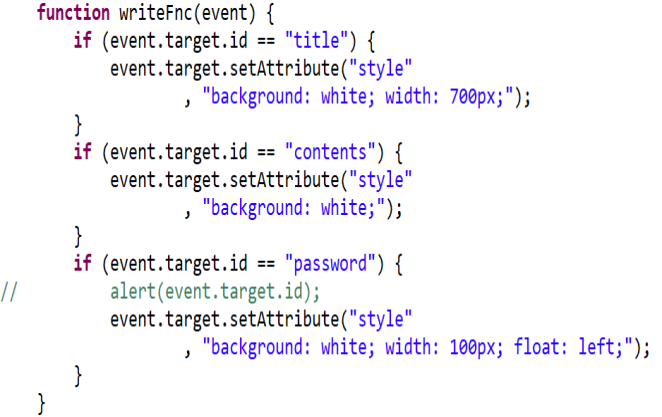 function writeFnc(event) {
    if (event.target.id == "title") {
        event.target.setAttribute("style"
                , "background: white; width: 700px;");
    }
    if (event.target.id == "contents") {
        event.target.setAttribute("style"
                , "background: white;");
    }
    if (event.target.id == "password") {
//        alert(event.target.id);
        event.target.setAttribute("style"
                , "background: white; width: 100px; float: left;");
    }
}